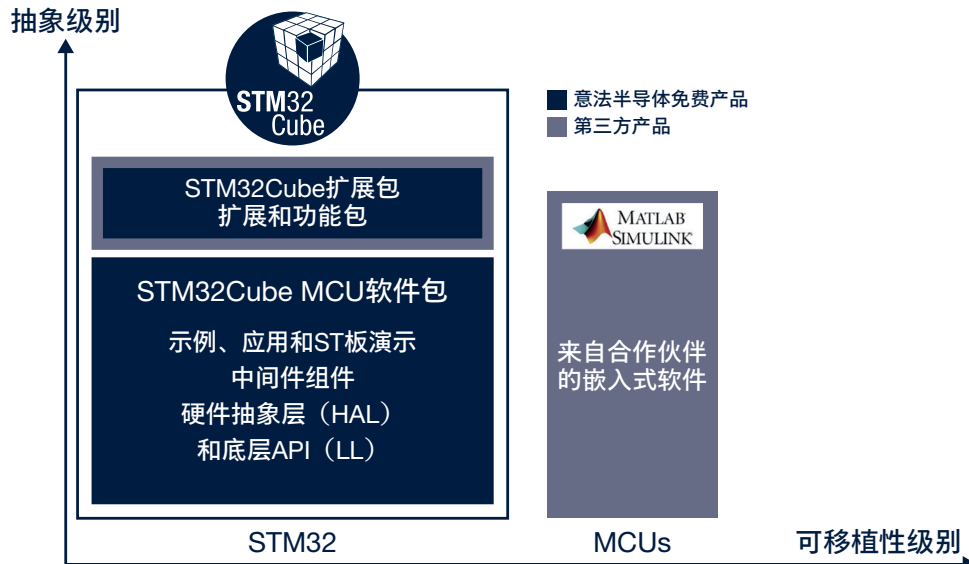 抽象级别
STM32
Cube
意法半导体免费产品
第三方产品
STM32Cube扩展包
扩展和功能包
STM32Cube MCU软件包
示例、应用和ST板演示
中间件组件
硬件抽象层（HAL）
和底层API（LL）
MATLAB
SIMULINK
来自合作伙伴
的嵌入式软件
STM32
MCUs
可移植性级别